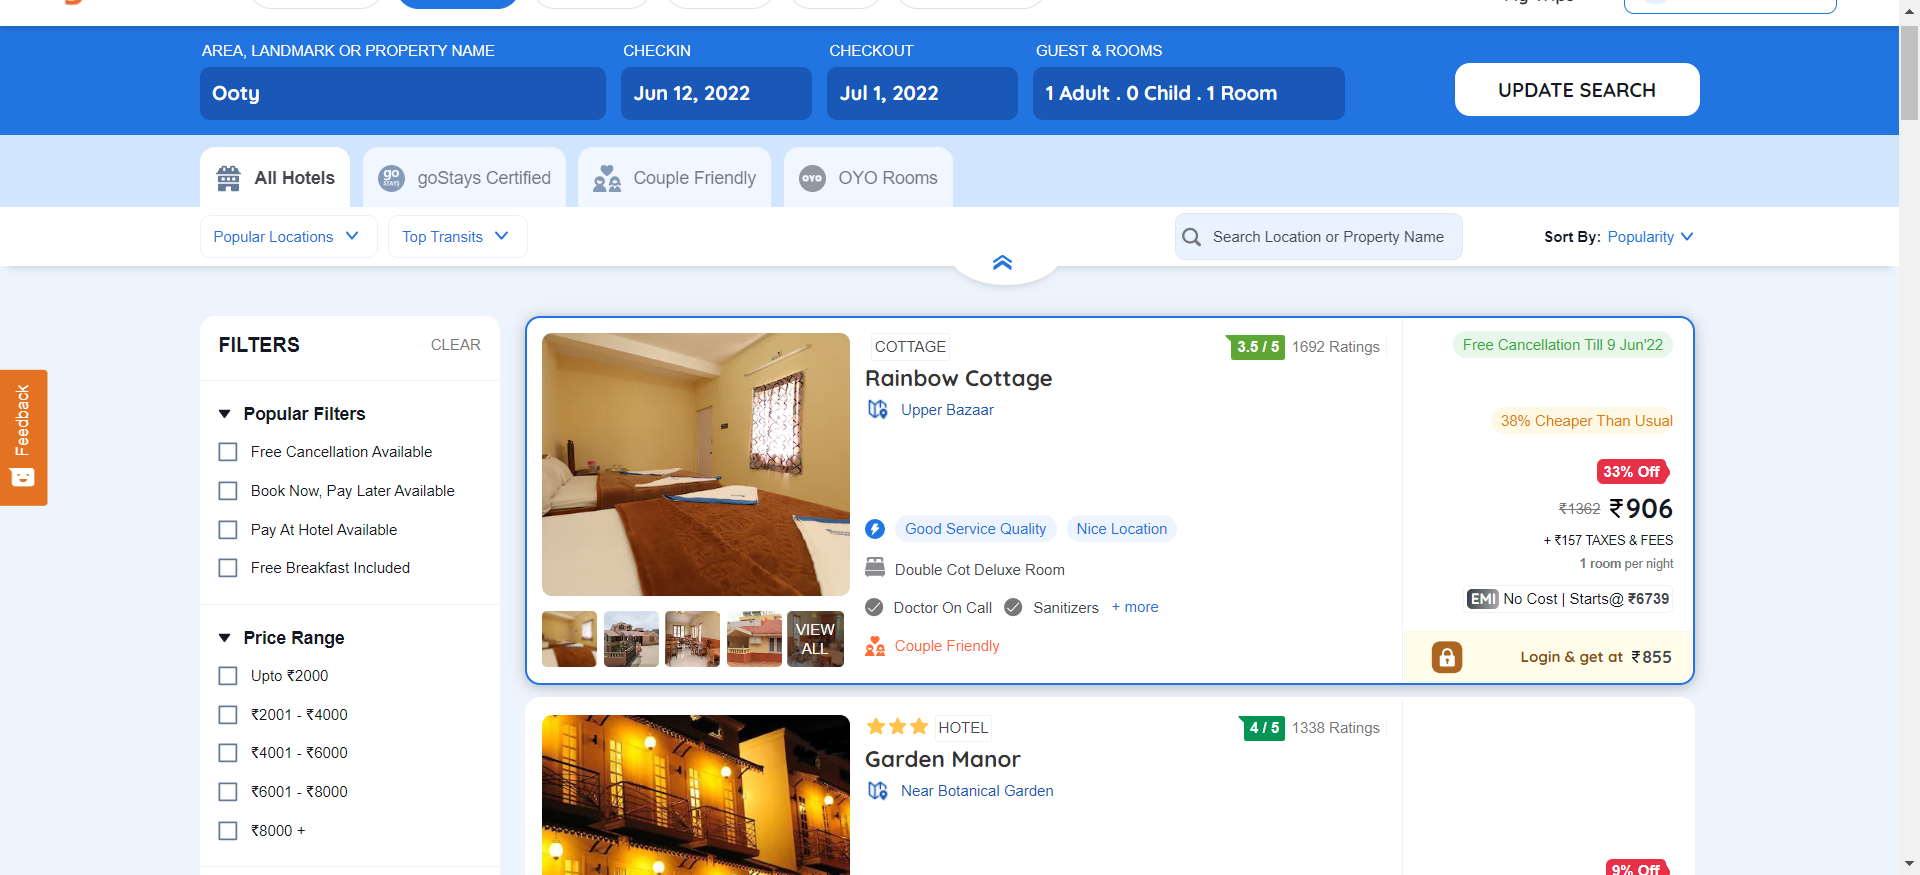 AREA, LANDMARK OR PROPERTY NAME
CHECKIN
CHECKOUT
GUEST & ROOMS
Ooty
Jun 12, 2022
Jul 1, 2022
1 Adult . 0 Child . 1 Room
UPDATE SEARCH
All Hotels
go STAYS
goStays Certified
Couple Friendly
OYO
OYO Rooms
Popular Locations
Top Transits
Search Location or Property Name
Sort By: Popularity
Feedback
FILTERS
CLEAR
Popular Filters
Free Cancellation Available
Book Now, Pay Later Available
Pay At Hotel Available
Free Breakfast Included
Price Range
Upto ₹2000
₹2001 - ₹4000
₹4001 - ₹6000
₹6001 - ₹8000
₹8000 +
COTTAGE
3.5 / 5
1692 Ratings
Rainbow Cottage
Upper Bazaar
Good Service Quality
Nice Location
Double Cot Deluxe Room
Doctor On Call
Sanitizers
+ more
Couple Friendly
VIEW
ALL
Free Cancellation Till 9 Jun'22
38% Cheaper Than Usual
33% Off
₹1362 ₹906
+ ₹157 TAXES & FEES
1 room per night
EMI No Cost | Starts@ ₹6739
Login & get at ₹855
HOTEL
4 / 5
1338 Ratings
Garden Manor
Near Botanical Garden
9% Off